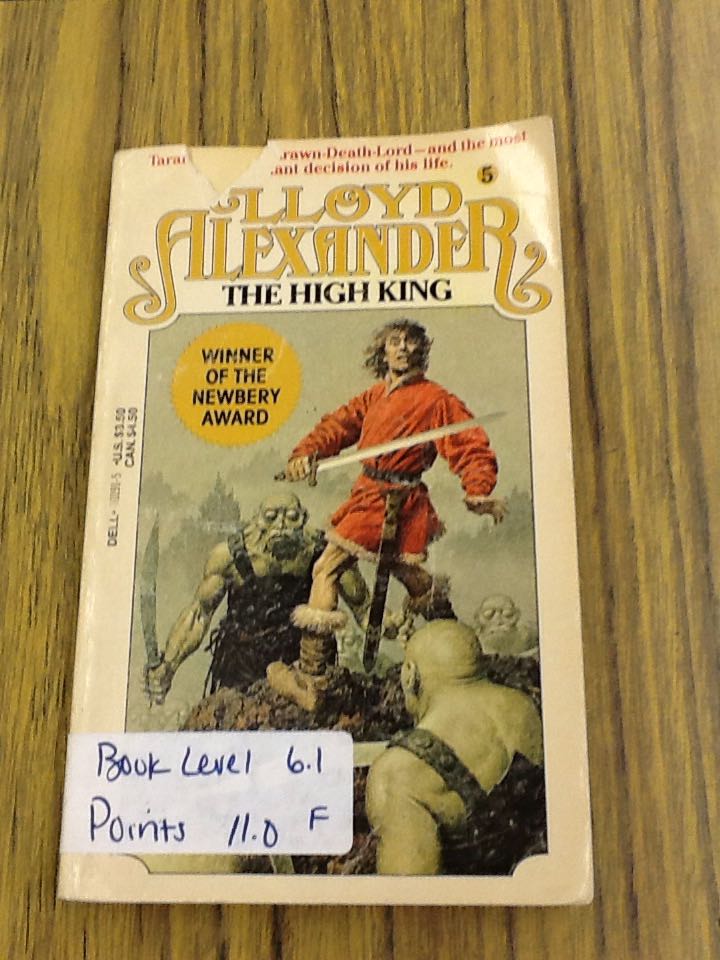 Tarar rawn-Death-Lord—and the most
ant decision of his life.
5
LLOYD
ALEXANDER
THE HIGH KING
WINNER
OF THE
NEWBERY
AWARD
DELL • U.S. $3.50
CAN. $4.50
Book Level 6.1
Points 11.0 F